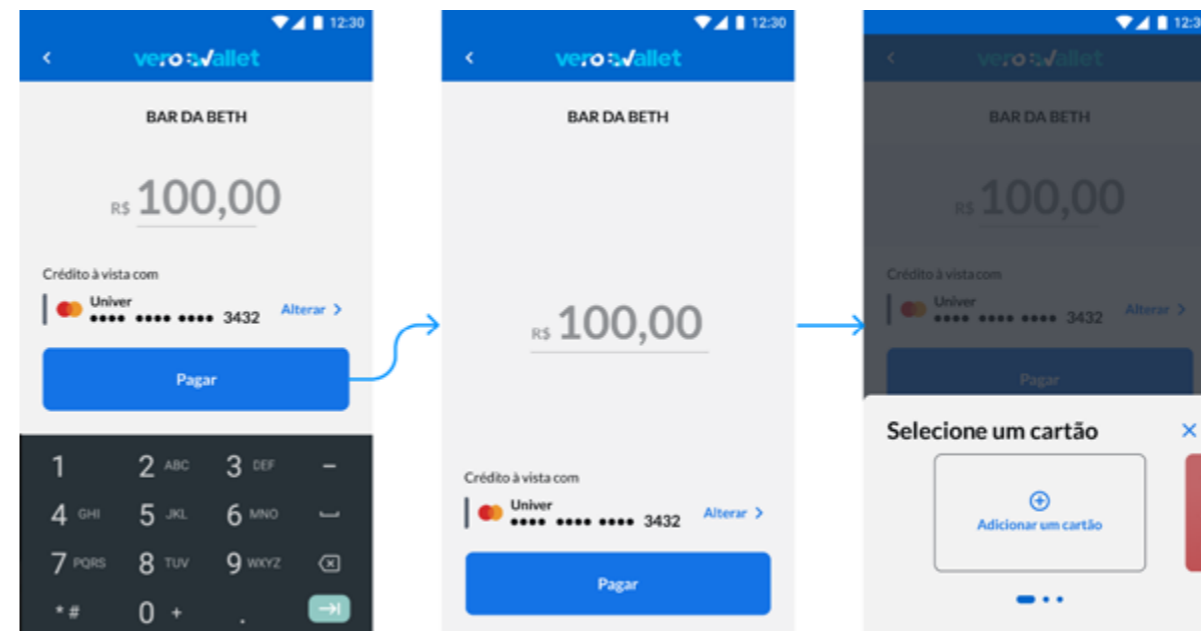 12:30
vero wallet
BAR DA BETH
R$ 100,00
Crédito à vista com
Univer
•••• •••• •••• 3432
Alterar >
Pagar
1
2 ABC
3 DEF
-
4 GHI
5 JKL
6 MNO
7 PQRS
8 TUV
9 WXYZ
* #
0 +
.
12:30
vero wallet
BAR DA BETH
R$ 100,00
Crédito à vista com
Univer
•••• •••• •••• 3432
Alterar >
Pagar
12:3
vero wallet
BAR DA BETH
R$ 100,00
Crédito à vista com
Univer
•••• •••• •••• 3432
Alterar >
Pagar
Selecione um cartão
Adicionar um cartão